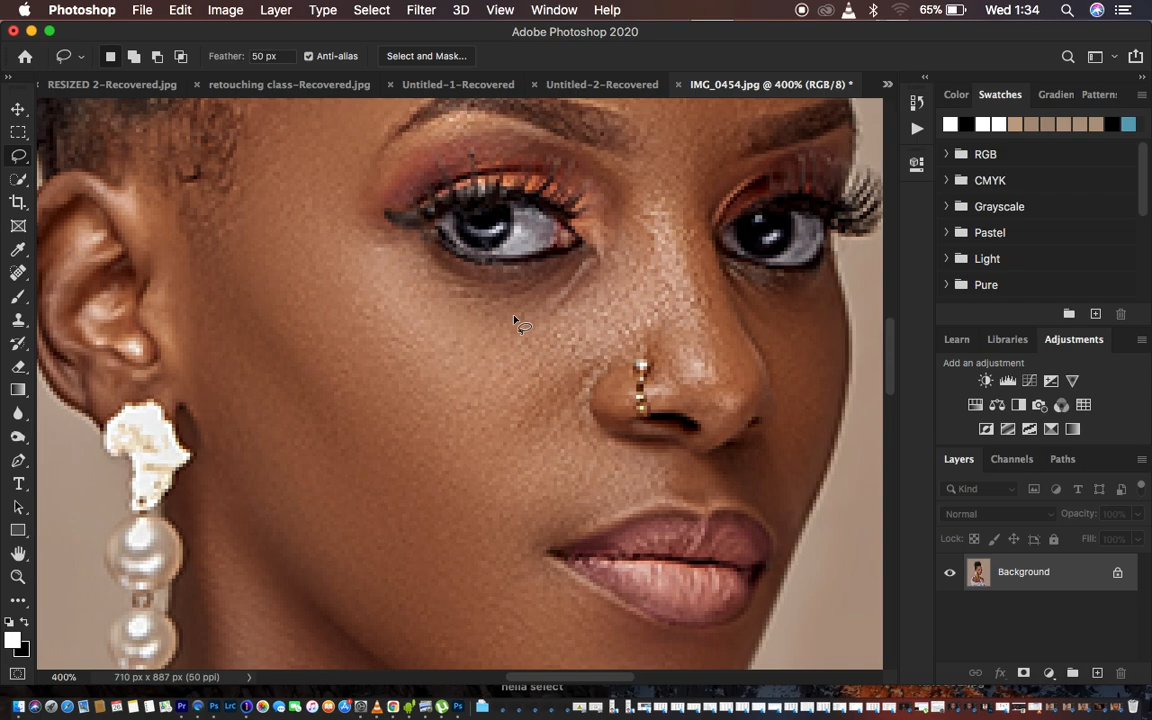 Photoshop File Edit Image Layer Type Select Filter 3D View Window Help 65% Wed 1:34
Adobe Photoshop 2020
Feather: 50 px Anti-alias Select and Mask...
RESIZED 2-Recovered.jpg retouching class-Recovered.jpg Untitled-1-Recovered Untitled-2-Recovered IMG_0454.jpg @ 400% (RGB/8) *
Color Swatches Gradien Pattern:
RGB
CMYK
Grayscale
Pastel
Light
Pure
Learn Libraries Adjustments
Add an adjustment
Layers Channels Paths
Kind
Normal Opacity: 100%
Lock: Fill: 100%
Background
400% 710 px x 887 px (50 ppi)